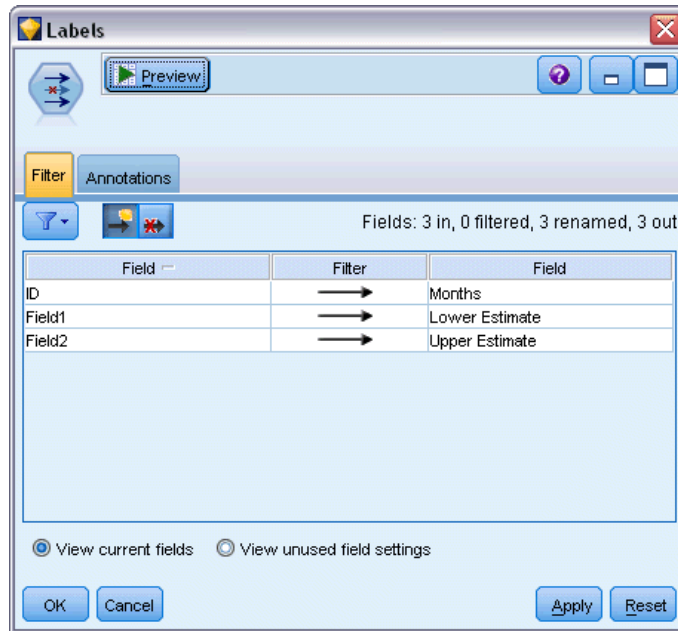 Labels
Preview
Filter
Annotations
Fields: 3 in, 0 filtered, 3 renamed, 3 out
Field Filter Field
ID Months
Field1 Lower Estimate
Field2 Upper Estimate
View current fields View unused field settings
OK Cancel Apply Reset